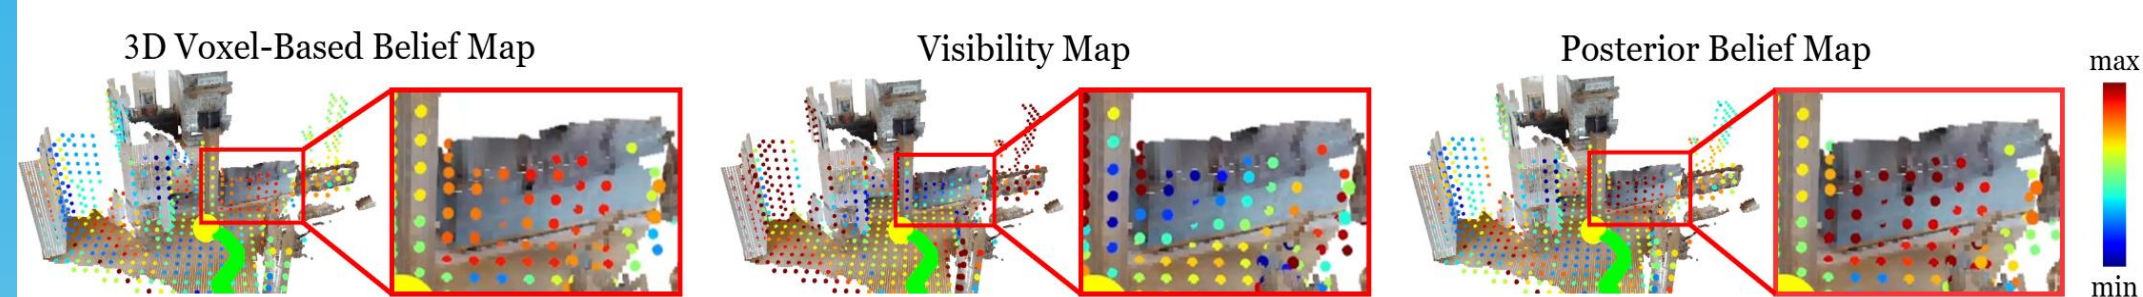 3D Voxel-Based Belief Map
Visibility Map
Posterior Belief Map
max
min